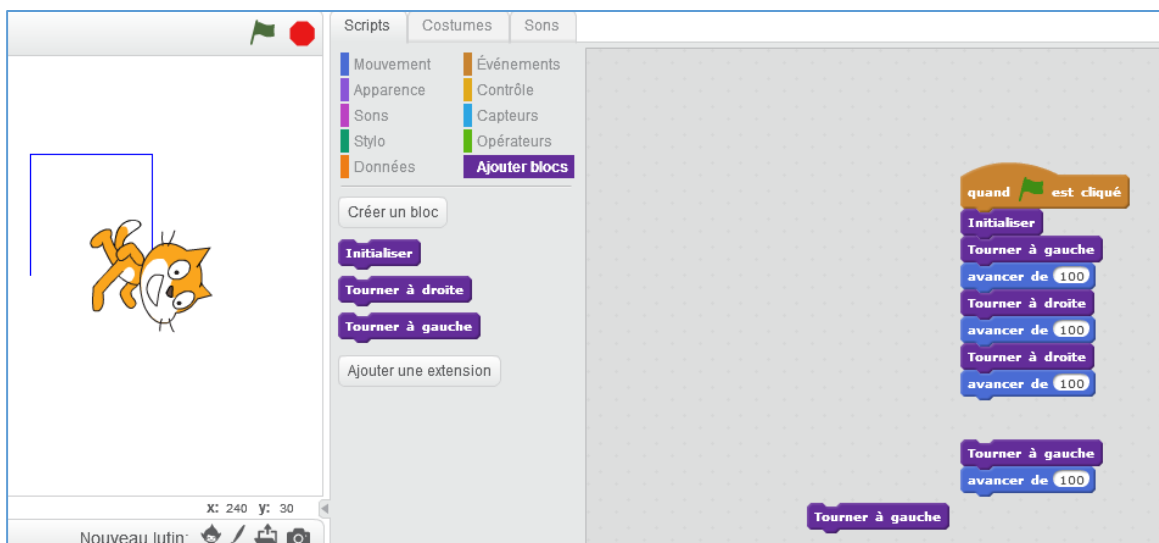 Scripts Costumes Sons
Mouvement Événements
Apparence Contrôle
Sons Capteurs
Stylo Opérateurs
Données Ajouter blocs
Créer un bloc
Initialiser
Tourner à droite
Tourner à gauche
Ajouter une extension
quand est cliqué
Initialiser
Tourner à gauche
avancer de 100
Tourner à droite
avancer de 100
Tourner à droite
avancer de 100
Tourner à gauche
avancer de 100
Tourner à gauche
x: 240 y: 30
Nouveau lutin: